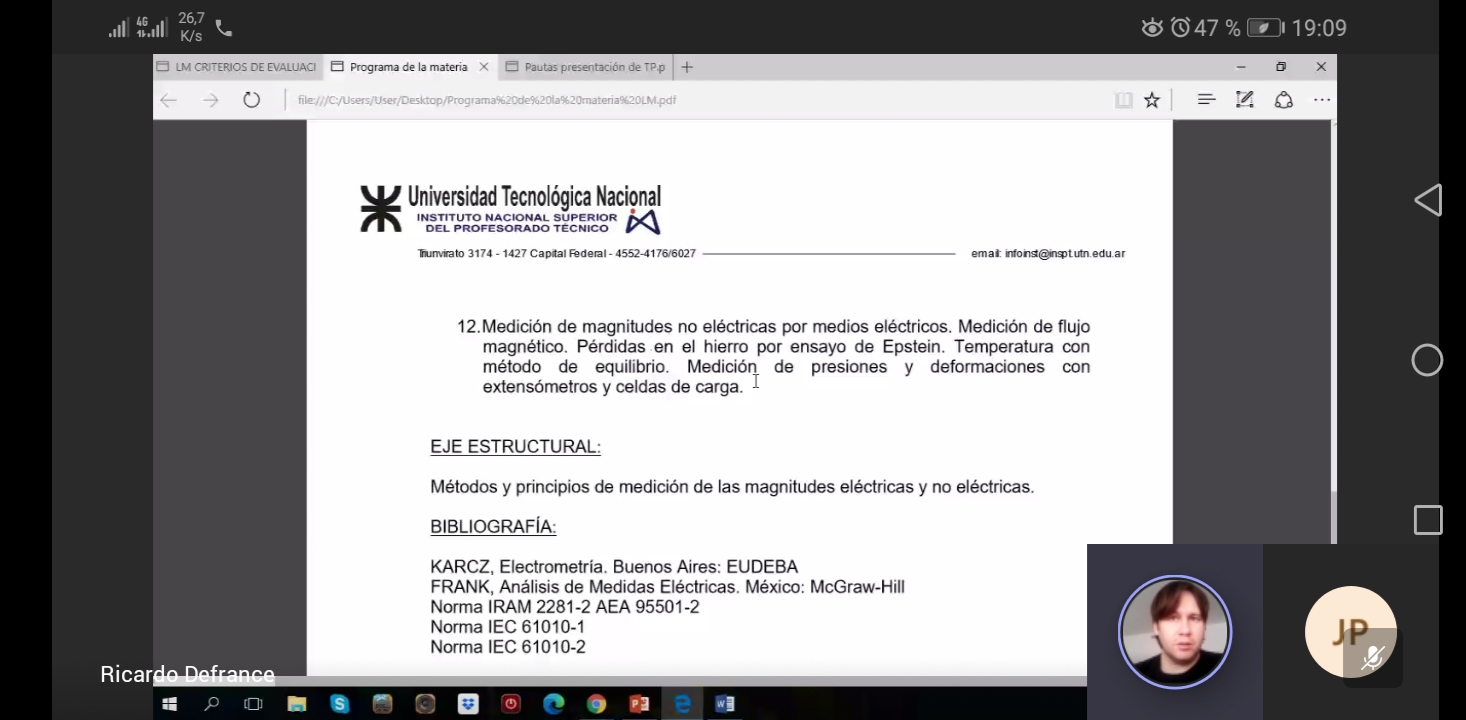 4G
26,7
K/s
47 %
19:09
LM CRITERIOS DE EVALUACI
Programa de la materia
Pautas presentación de TP.p
file:///C:/Users/User/Desktop/Programa%20de%20la%20materia%20LM.pdf
Universidad Tecnológica Nacional
INSTITUTO NACIONAL SUPERIOR
DEL PROFESORADO TÉCNICO
Triunvirato 3174 - 1427 Capital Federal - 4552-4176/6027
email: infoinst@inspt.utn.edu.ar
12.Medición de magnitudes no eléctricas por medios eléctricos. Medición de flujo
magnético. Pérdidas en el hierro por ensayo de Epstein. Temperatura con
método de equilibrio. Medición de presiones y deformaciones con
extensómetros y celdas de carga.
EJE ESTRUCTURAL:
Métodos y principios de medición de las magnitudes eléctricas y no eléctricas.
BIBLIOGRAFÍA:
KARCZ, Electrometría. Buenos Aires: EUDEBA
FRANK, Análisis de Medidas Eléctricas. México: McGraw-Hill
Norma IRAM 2281-2 AEA 95501-2
Norma IEC 61010-1
Norma IEC 61010-2
Ricardo Defrance
JP